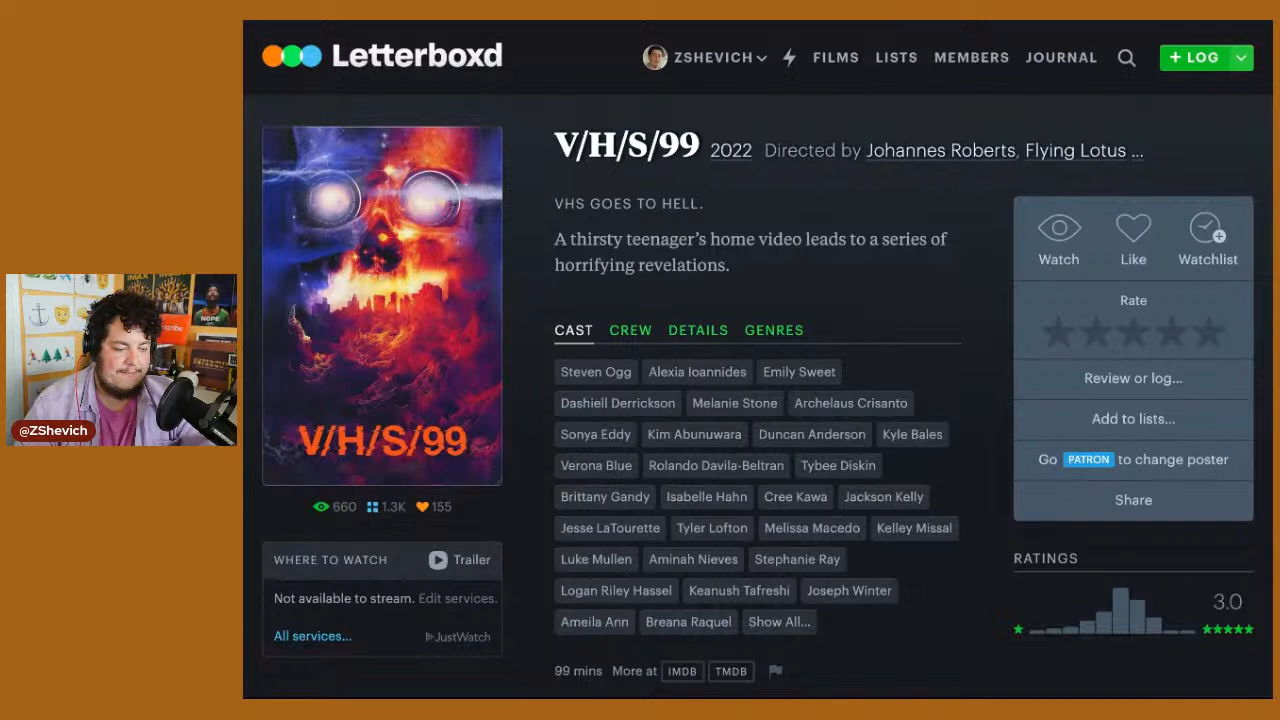 Letterboxd
ZSHEVICH
FILMS
LISTS
MEMBERS
JOURNAL
+ LOG
V/H/S/99 2022 Directed by Johannes Roberts, Flying Lotus ...
VHS GOES TO HELL.
A thirsty teenager's home video leads to a series of
horrifying revelations.
CAST CREW DETAILS GENRES
Steven Ogg Alexia Ioannides Emily Sweet
Dashiell Derrickson Melanie Stone Archelaus Crisanto
Sonya Eddy Kim Abunuwara Duncan Anderson Kyle Bales
Verona Blue Rolando Davila-Beltran Tybee Diskin
Brittany Gandy Isabelle Hahn Cree Kawa Jackson Kelly
Jesse LaTourette Tyler Lofton Melissa Macedo Kelley Missal
Luke Mullen Aminah Nieves Stephanie Ray
Logan Riley Hassel Keanush Tafreshi Joseph Winter
Ameila Ann Breana Raquel Show All...
99 mins More at IMDB TMDB
V/H/S/99
660 1.3K 155
WHERE TO WATCH Trailer
Not available to stream. Edit services.
All services... JustWatch
Watch Like Watchlist
Rate
Review or log...
Add to lists...
Go PATRON to change poster
Share
RATINGS
3.0
NOPE
@ZShevich